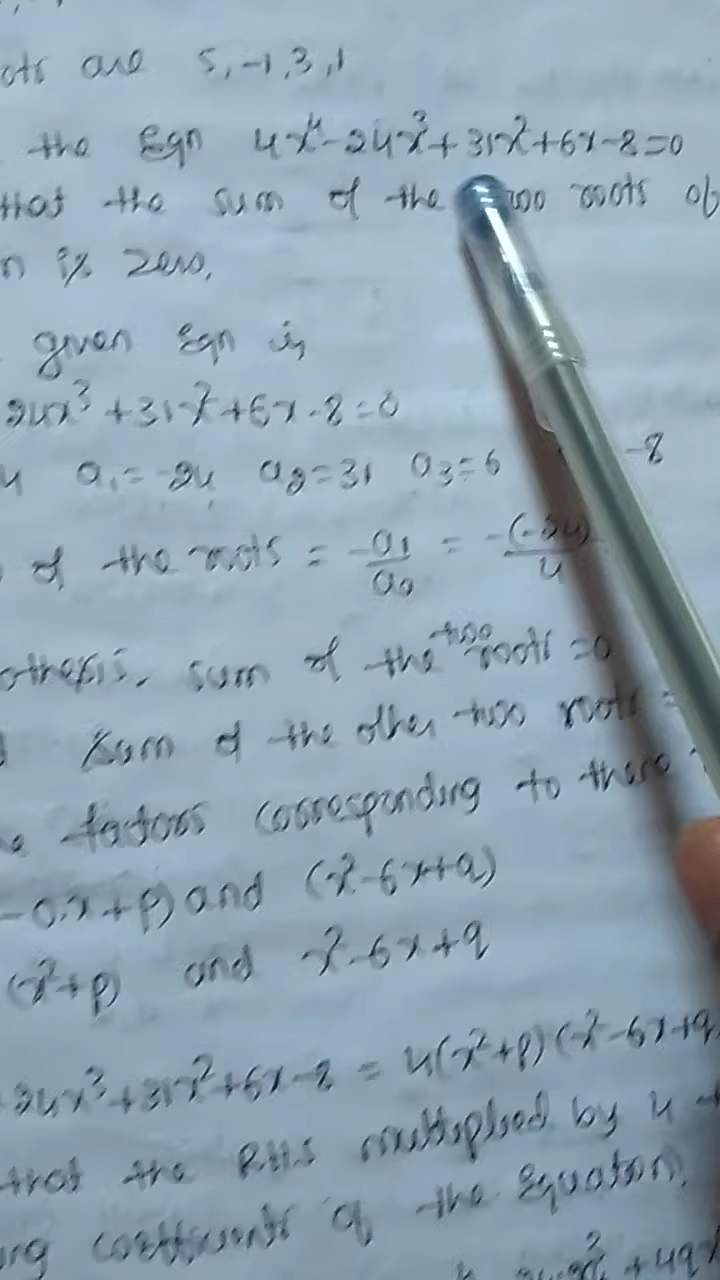 ots are 5, -1, 3, 1
the Eqn 4x⁴-24x³+31x²+6x-8=0
that the sum of the two roots of
n is zero.
given Eqn is
24x³+31x²+6x-8=0
4 a₁=-24 a₂=31 a₃=6 -8
of the roots = -a₁/a₀ = -(-24)/4
othesis, sum of the two roots =0
sum of the other two roots =
factors corresponding to there
-0.x+p) and (x²-6x+q)
(x²+p) and x²-6x+q
24x³+31x²+6x-8 = 4(x²+p)(x²-6x+q
that the R.H.S multiplied by 4
ing coefficients of the Equation.
+4q